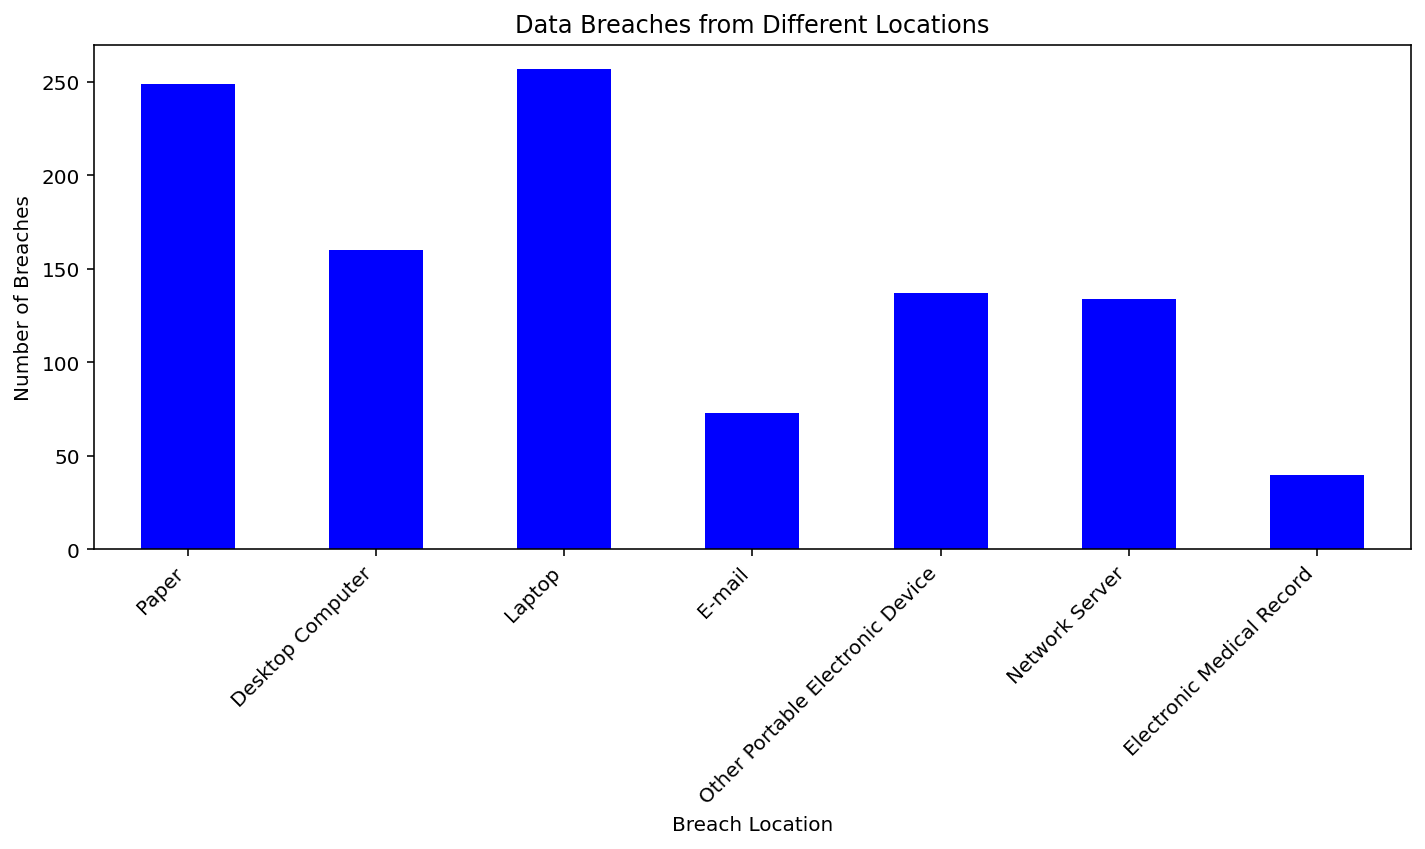 Data Breaches from Different Locations
Number of Breaches
250
200
150
100
50
0
Paper
Desktop Computer
Laptop
E-mail
Other Portable Electronic Device
Network Server
Electronic Medical Record
Breach Location